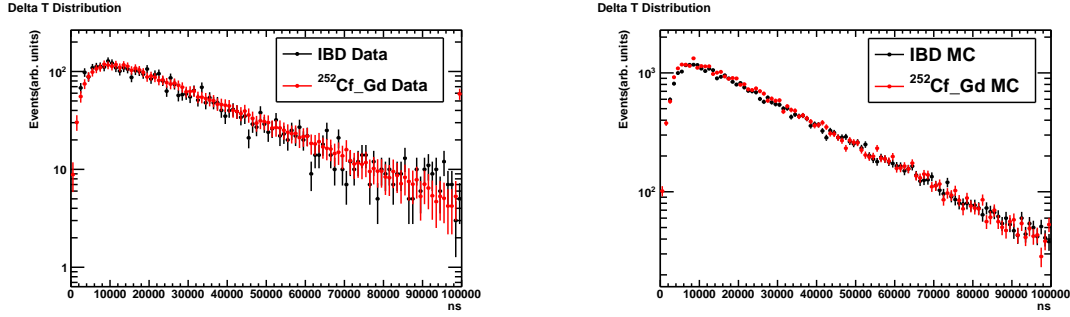 Delta T Distribution
Events(arb. units)
IBD Data
²⁵²Cf_Gd Data
10²
10
1
0 10000 20000 30000 40000 50000 60000 70000 80000 90000 100000
ns
Delta T Distribution
Events(arb. units)
IBD MC
²⁵²Cf_Gd MC
10³
10²
0 10000 20000 30000 40000 50000 60000 70000 80000 90000 100000
ns